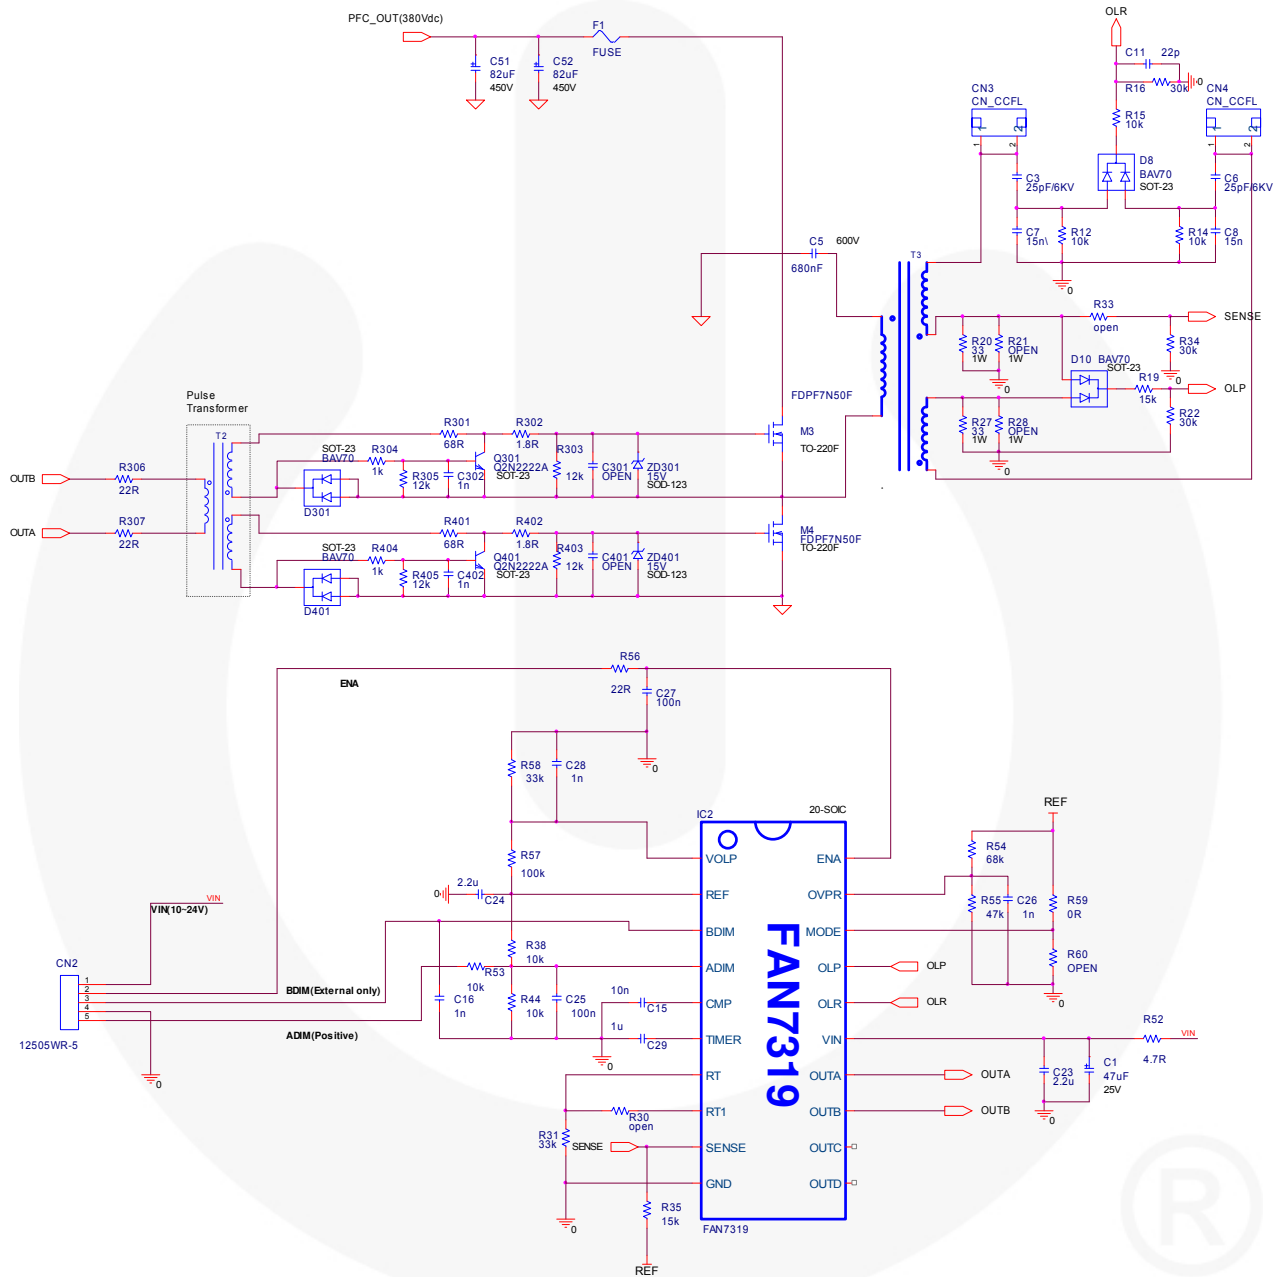 PFC_OUT(380Vdc)
F1
FUSE
C51
82uF
450V
C52
82uF
450V
OLR
C11 22p
R16
30k
0
R15
10k
CN3
CN_CCFL
1 2
1 2
CN4
CN_CCFL
1 2
1 2
D8
BAV70
SOT-23
C3
25pF/6KV
C6
25pF/6KV
C7
15n\
R12
10k
R14
10k
C8
15n
0
C5 600V
680nF
T3
R33
open
SENSE
R20
33
1W
R21
OPEN
1W
0
R34
30k
0
D10 BAV70
SOT-23
R19
15k
OLP
R22
30k
R27
33
1W
R28
OPEN
1W
0
FDPF7N50F
M3
TO-220F
M4
FDPF7N50F
TO-220F
Pulse
Transformer
T2
OUTB
R306
22R
OUTA
R307
22R
R301
68R
R302
1.8R
SOT-23
BAV70
R304
1k
Q301
Q2N2222A
SOT-23
R303
12k
R305
12k
C302
1n
C301
OPEN
ZD301
15V
SOD-123
D301
R401
68R
R402
1.8R
SOT-23
BAV70
R404
1k
Q401
Q2N2222A
SOT-23
R403
12k
R405
12k
C402
1n
C401
OPEN
ZD401
15V
SOD-123
D401
ENA
R56
22R
C27
100n
0
R58
33k
C28
1n
R57
100k
IC2
20-SOIC
VOLP
REF
BDIM
ADIM
CMP
TIMER
RT
RT1
SENSE
GND
ENA
OVPR
MODE
OLP
OLR
VIN
OUTA
OUTB
OUTC
OUTD
FAN7319
FAN7319
0
2.2u
C24
VIN
VIN(10~24V)
CN2
1
2
3
4
5
12505WR-5
0
BDIM(External only)
ADIM(Positive)
R53
10k
R38
10k
C16
1n
R44
10k
C25
100n
10n
C15
1u
C29
0
R30
open
R31
33k
SENSE
0
R35
15k
REF
REF
R54
68k
R55
47k
C26
1n
R59
0R
R60
OPEN
0
OLP
OLR
R52
4.7R
VIN
C23
2.2u
C1
47uF
25V
0
OUTA
OUTB
R